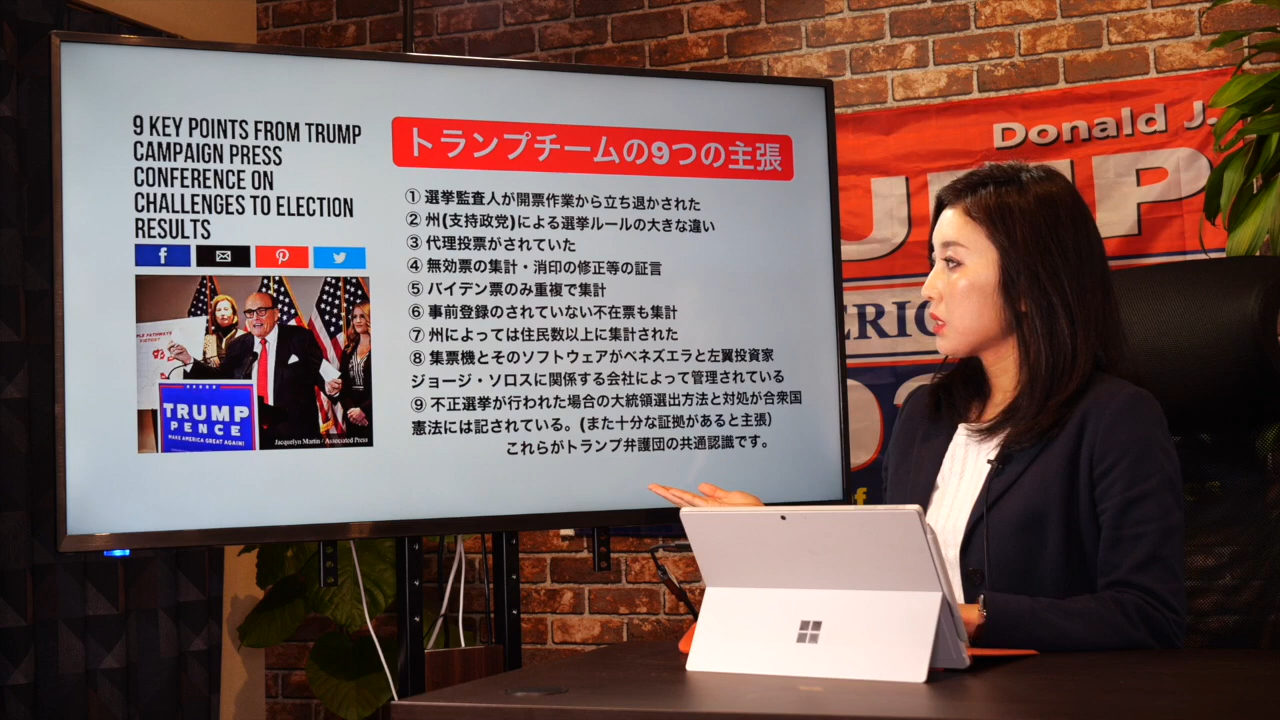 9 KEY POINTS FROM TRUMP
CAMPAIGN PRESS
CONFERENCE ON
CHALLENGES TO ELECTION
RESULTS
TRUMP
PENCE
MAKE AMERICA GREAT AGAIN!
Jacquelyn Martin / Associated Press
トランプチームの9つの主張
① 選挙監査人が開票作業から立ち退かされた
② 州(支持政党)による選挙ルールの大きな違い
③ 代理投票がされていた
④ 無効票の集計・消印の修正等の証言
⑤ バイデン票のみ重複で集計
⑥ 事前登録のされていない不在票も集計
⑦ 州によっては住民数以上に集計された
⑧ 集票機とそのソフトウェアがベネズエラと左翼投資家
ジョージ・ソロスに関係する会社によって管理されている
⑨ 不正選挙が行われた場合の大統領選出方法と対処が合衆国
憲法には記されている。(また十分な証拠があると主張)
これらがトランプ弁護団の共通認識です。
Donald J.
UMP
ERIC